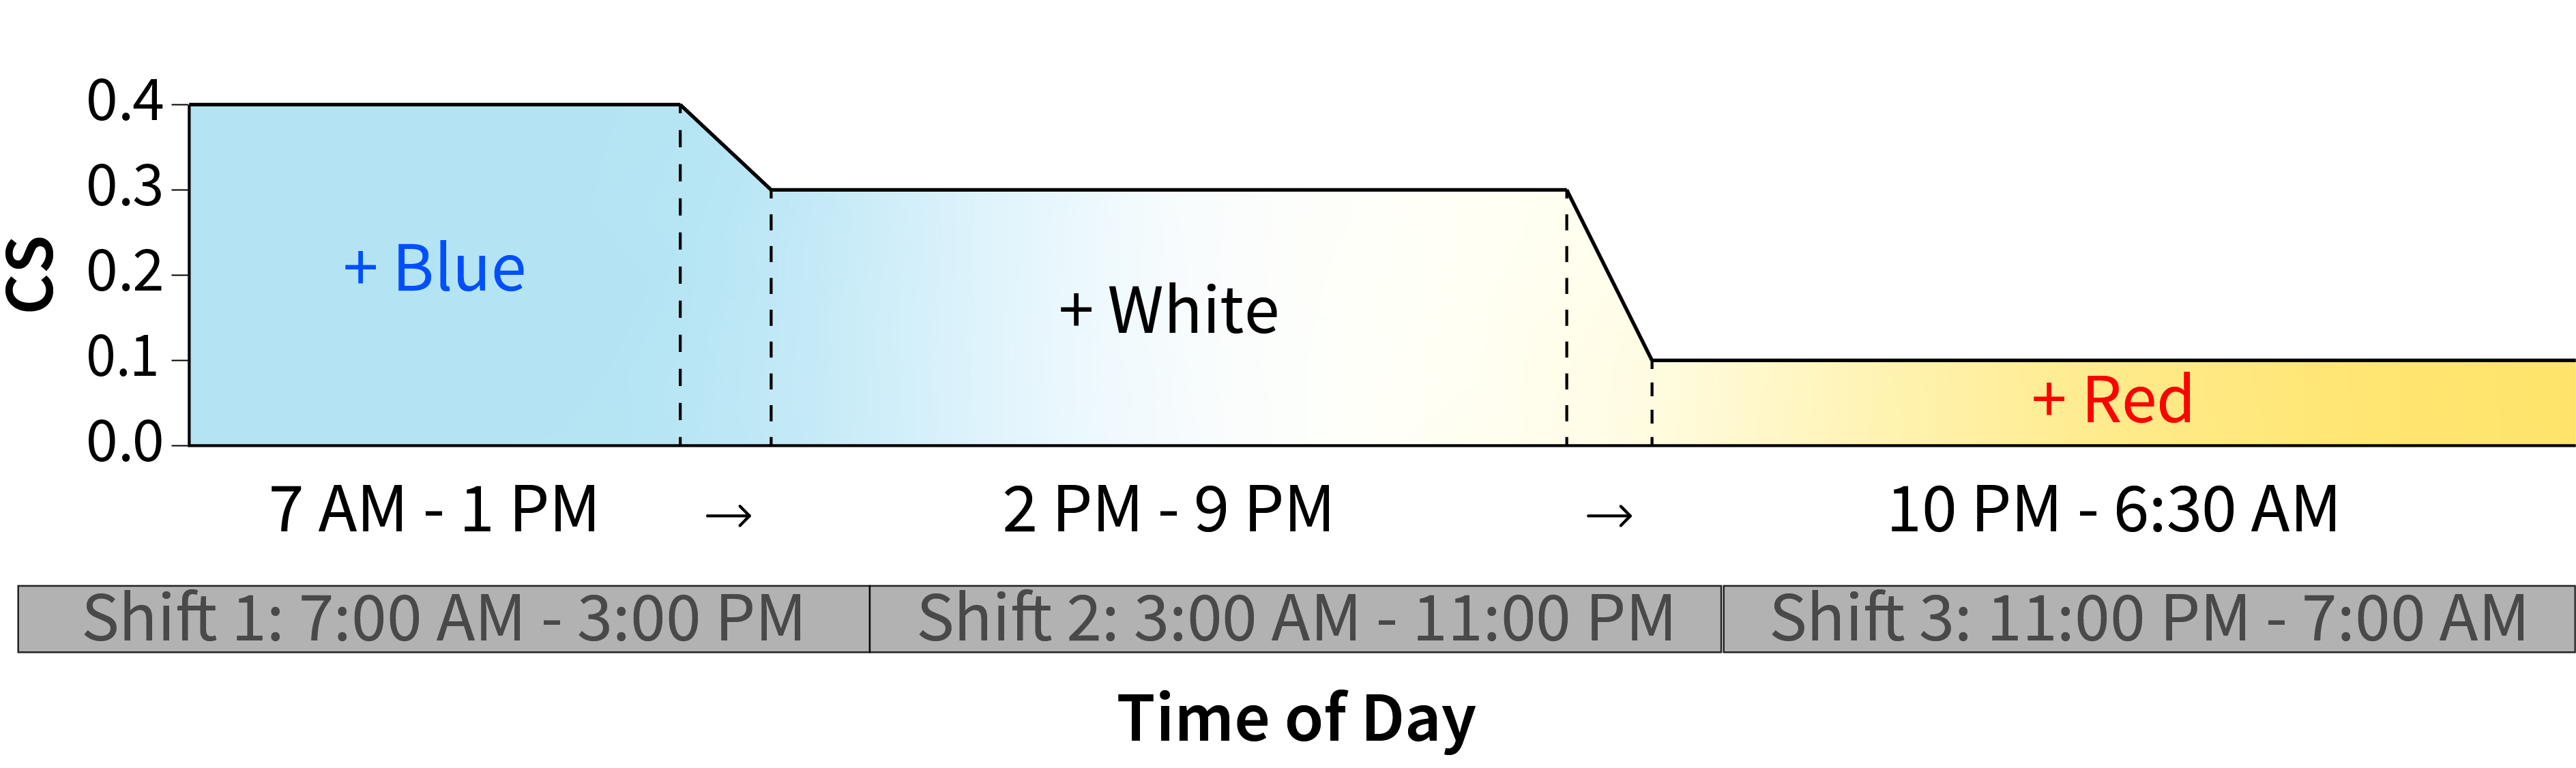 0.4
0.3
0.2
0.1
0.0
CS
+ Blue
+ White
+ Red
7 AM - 1 PM → 2 PM - 9 PM → 10 PM - 6:30 AM
Shift 1: 7:00 AM - 3:00 PM
Shift 2: 3:00 AM - 11:00 PM
Shift 3: 11:00 PM - 7:00 AM
Time of Day